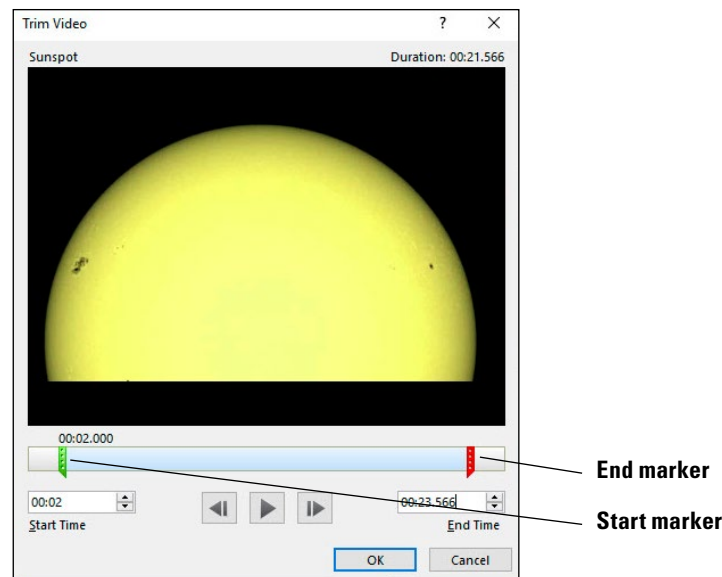 Trim Video ? ×
Sunspot Duration: 00:21.566
00:02.000
End marker
00:02 00:23.566
Start Time End Time
Start marker
OK Cancel